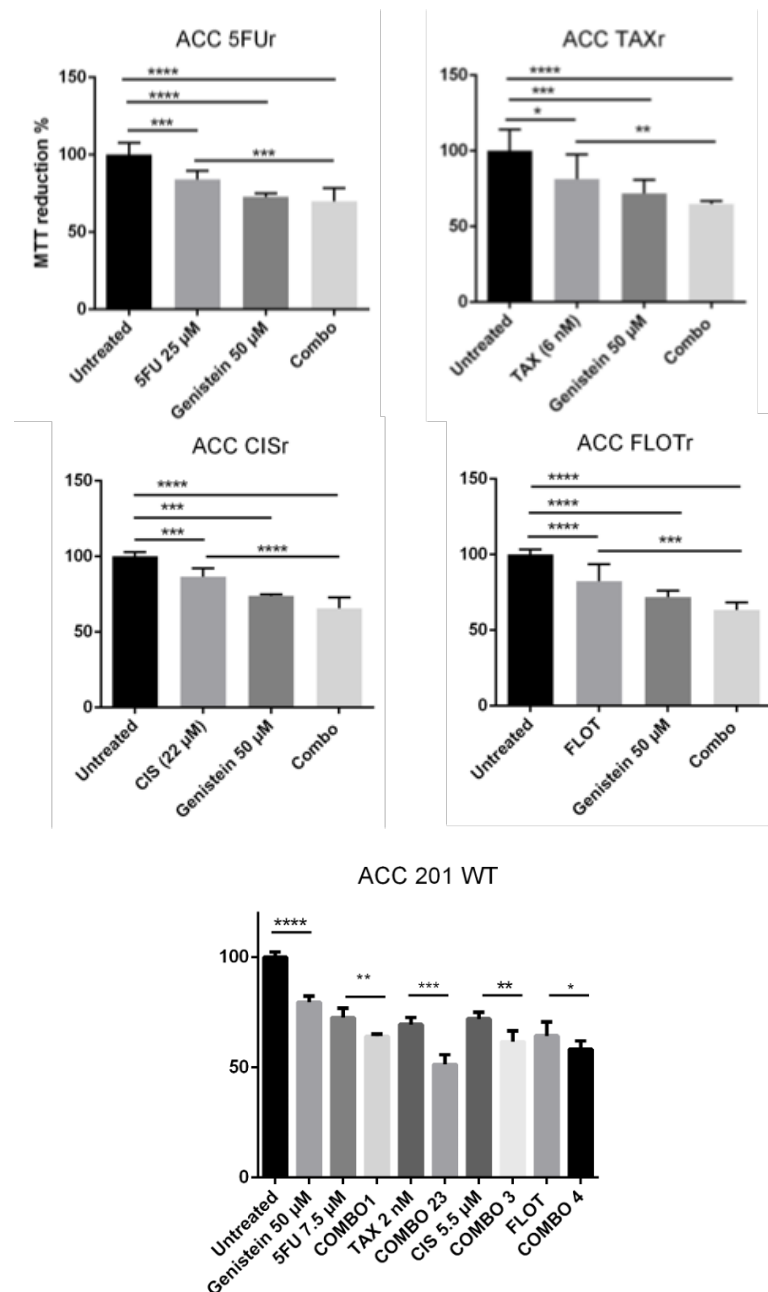 ACC 5FUr
MTT reduction %
150
100
50
0
****
****
***
***
Untreated
5FU 25 µM
Genistein 50 µM
Combo
ACC TAXr
150
100
50
0
****
***
*
**
Untreated
TAX (6 nM)
Genistein 50 µM
Combo
ACC CISr
150
100
50
0
****
***
***
****
Untreated
CIS (22 µM)
Genistein 50 µM
Combo
ACC FLOTr
150
100
50
0
****
****
****
***
Untreated
FLOT
Genistein 50 µM
Combo
ACC 201 WT
100
50
0
****
**
***
**
*
Untreated
Genistein 50 µM
5FU 7.5 µM
COMBO1
TAX 2 nM
COMBO 23
CIS 5.5 µM
COMBO 3
FLOT
COMBO 4